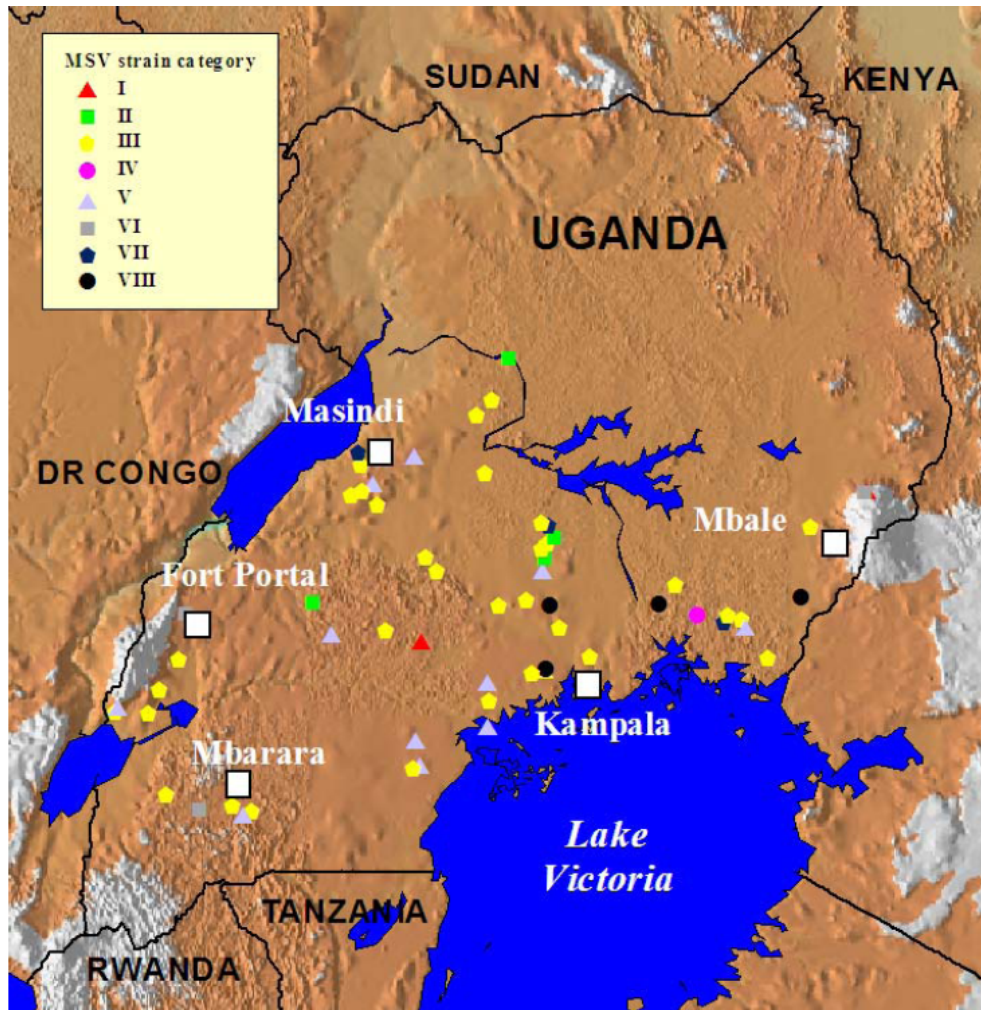 MSV strain category
I
II
III
IV
V
VI
VII
VIII
SUDAN
KENYA
UGANDA
Masindi
DR CONGO
Mbale
Fort Portal
Kampala
Mbarara
Lake
Victoria
TANZANIA
RWANDA